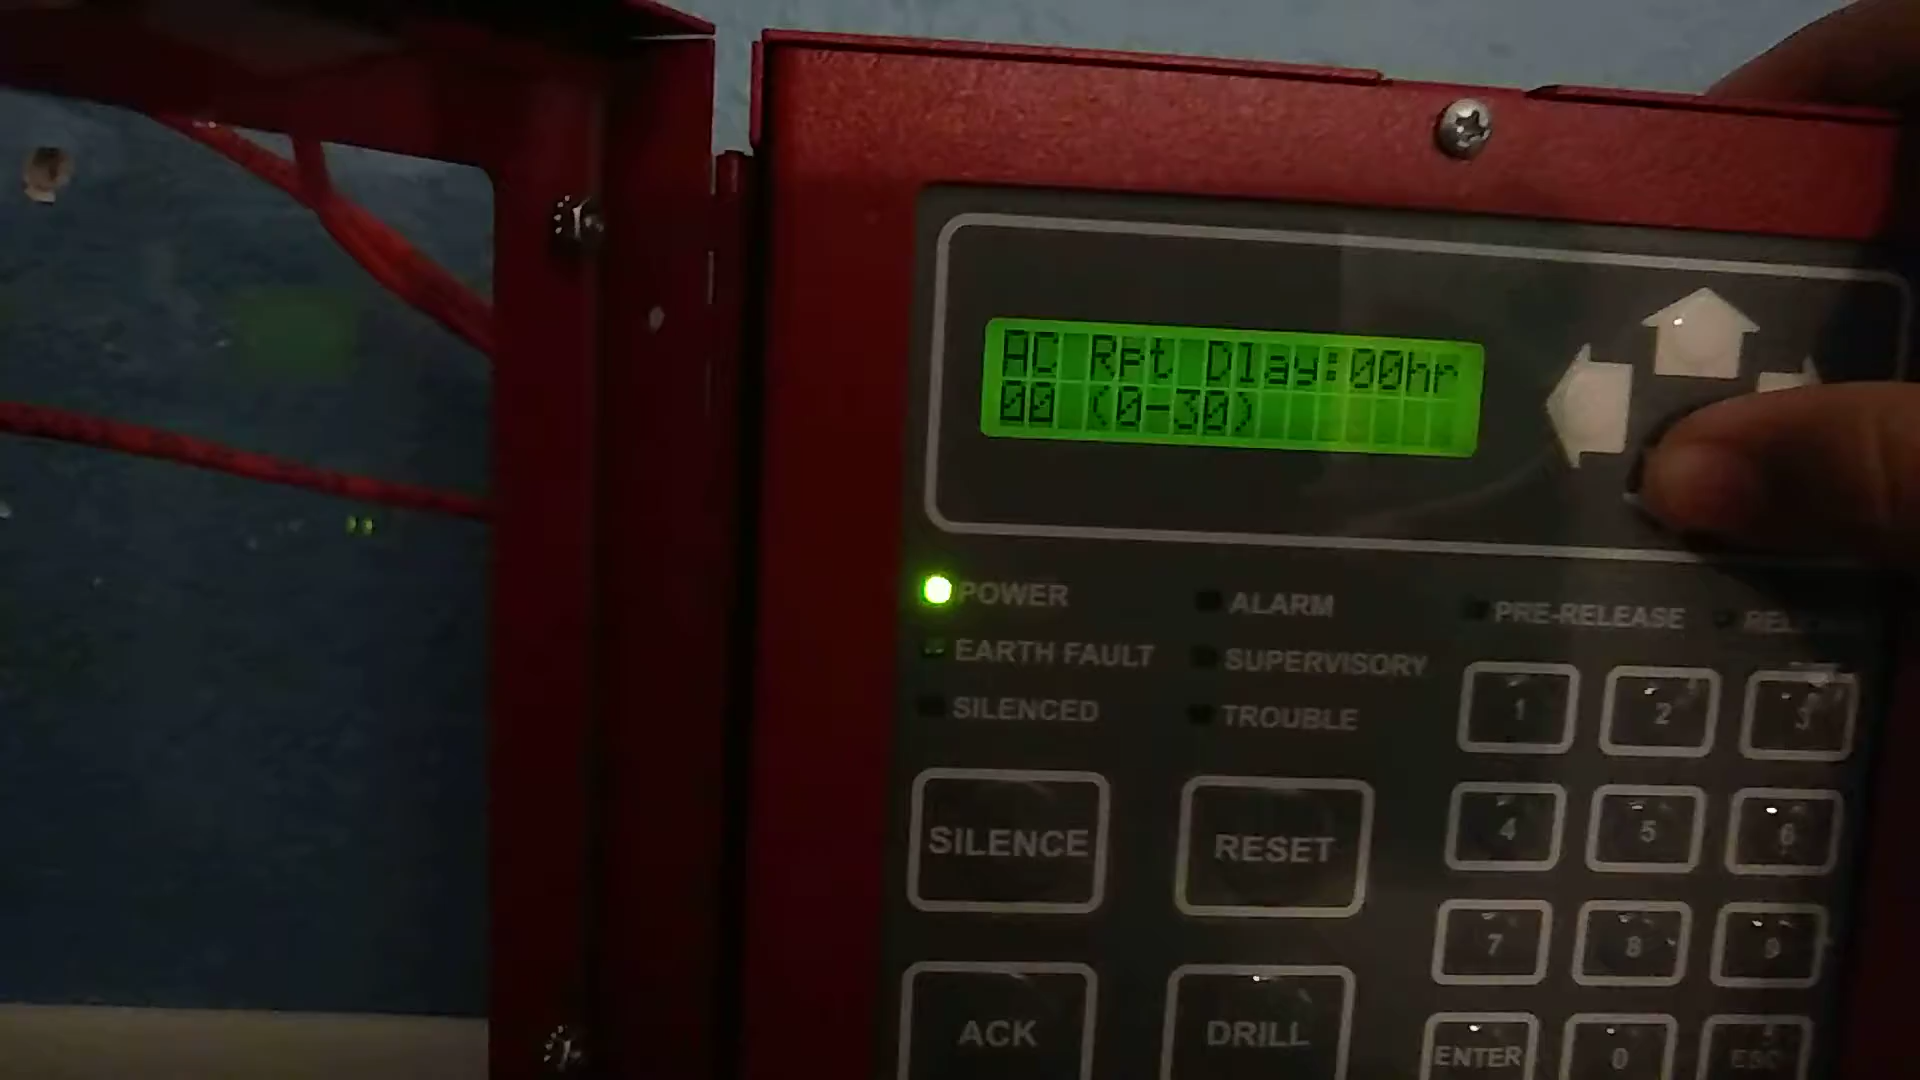 AC Rpt Dlay:00hr
00 (0-30)
POWER
ALARM
PRE-RELEASE
EARTH FAULT
SUPERVISORY
SILENCED
TROUBLE
1
2
3
SILENCE
RESET
4
5
6
7
8
9
ACK
DRILL
ENTER
0
ESC